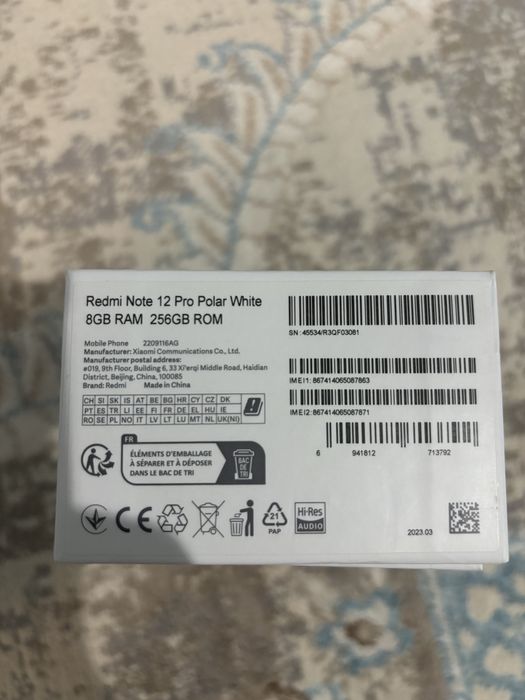 Redmi Note 12 Pro Polar White
8GB RAM 256GB ROM
Mobile Phone 2209116AG
Manufacturer: Xiaomi Communications Co., Ltd.
Manufacturer postal address:
#019, 9th Floor, Building 6, 33 Xi'erqi Middle Road, Haidian
District, Beijing, China, 100085
Brand: Redmi Made in China
SN: 45534/R3QF03081
IMEI1: 867414065087863
IMEI2: 867414065087871
6 941812 713792
CH SI SK IS AT BE BG HR CY CZ DK
PT ES TR LI EE FI FR DE EL HU IE
RO SE PL NO IT LV LT LU MT NL UK(NI)
FR
ÉLÉMENTS D'EMBALLAGE
À SÉPARER ET À DÉPOSER
DANS LE BAC DE TRI
BAC
DE
TRI
CE
21
PAP
Hi-Res
AUDIO
2023.03